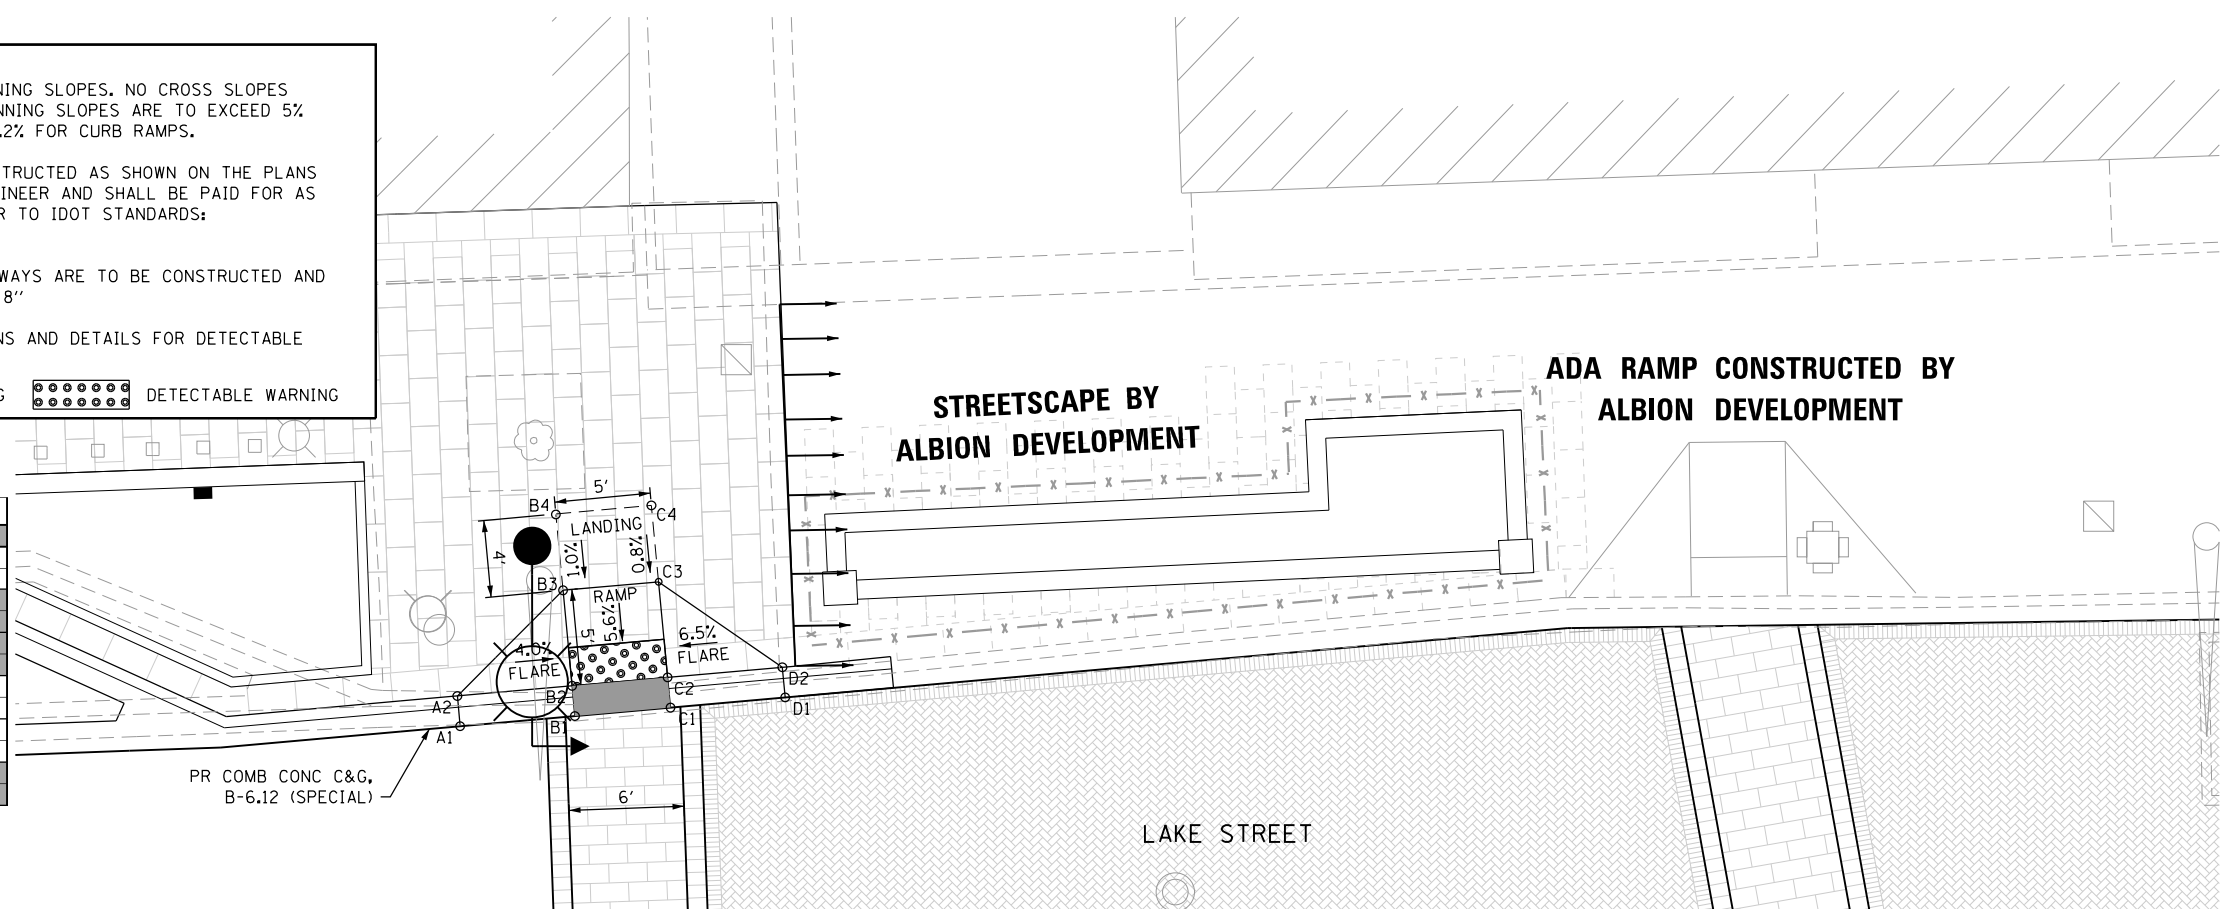 NING SLOPES. NO CROSS SLOPES
NNING SLOPES ARE TO EXCEED 5%
.2% FOR CURB RAMPS.
TRUCTED AS SHOWN ON THE PLANS
INEER AND SHALL BE PAID FOR AS
R TO IDOT STANDARDS:
WAYS ARE TO BE CONSTRUCTED AND
8''
NS AND DETAILS FOR DETECTABLE
G DETECTABLE WARNING
STREETSCAPE BY
ALBION DEVELOPMENT
ADA RAMP CONSTRUCTED BY
ALBION DEVELOPMENT
5'
B4
C4
LANDING
4'
1.0%
0.8%
B3
C3
RAMP
5'
5.6%
4.0%
FLARE
6.5%
FLARE
A2
B2
C2
D2
A1
B1
C1
D1
PR COMB CONC C&G,
B-6.12 (SPECIAL)
6'
LAKE STREET